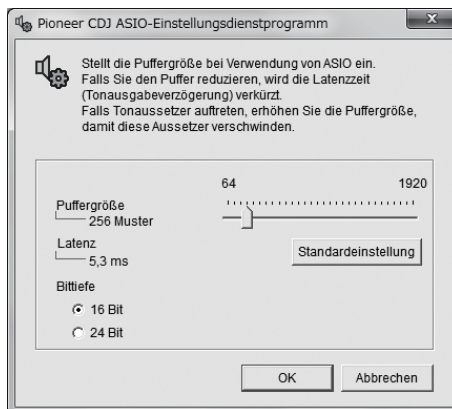 Pioneer CDJ ASIO-Einstellungsdienstprogramm
Stellt die Puffergröße bei Verwendung von ASIO ein.
Falls Sie den Puffer reduzieren, wird die Latenzzeit
(Tonausgabeverzögerung) verkürzt.
Falls Tonaussetzer auftreten, erhöhen Sie die Puffergröße,
damit diese Aussetzer verschwinden.
64 1920
Puffergröße
256 Muster
Latenz
5,3 ms
Standardeinstellung
Bittiefe
16 Bit
24 Bit
OK Abbrechen